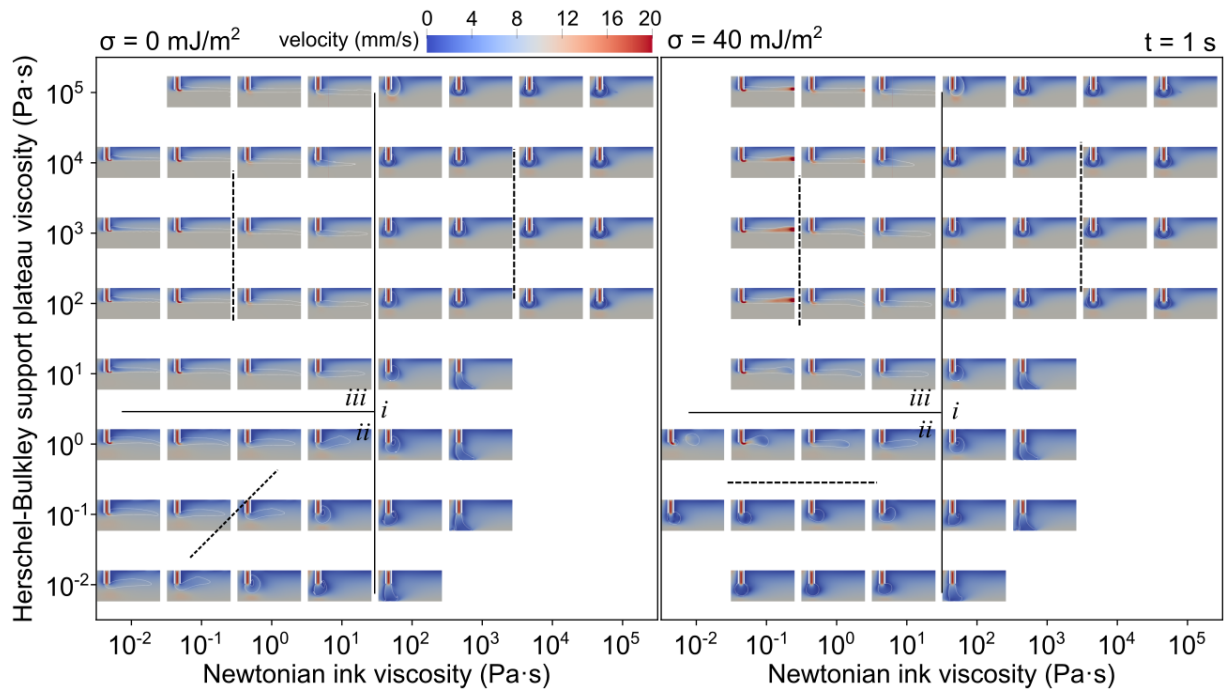 0 4 8 12 16 20
σ = 0 mJ/m² velocity (mm/s) σ = 40 mJ/m² t = 1 s
Herschel-Bulkley support plateau viscosity (Pa·s)
10⁵
10⁴
10³
10²
10¹
iii i iii i
ii ii
10⁰
10⁻¹
10⁻²
10⁻² 10⁻¹ 10⁰ 10¹ 10² 10³ 10⁴ 10⁵ 10⁻² 10⁻¹ 10⁰ 10¹ 10² 10³ 10⁴ 10⁵
Newtonian ink viscosity (Pa·s) Newtonian ink viscosity (Pa·s)